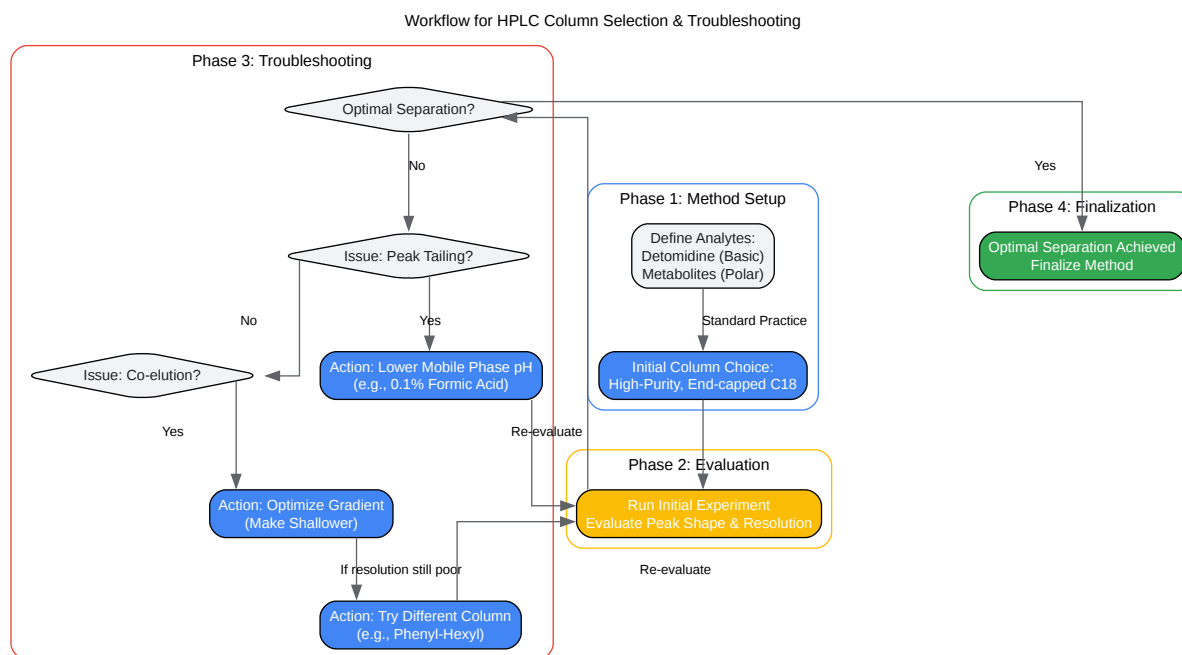 Workflow for HPLC Column Selection & Troubleshooting
Phase 3: Troubleshooting
Optimal Separation?
No
Yes
Phase 1: Method Setup
Phase 4: Finalization
Define Analytes:
Detomidine (Basic)
Metabolites (Polar)
Optimal Separation Achieved
Finalize Method
Issue: Peak Tailing?
No
Yes
Standard Practice
Issue: Co-elution?
Action: Lower Mobile Phase pH
(e.g., 0.1% Formic Acid)
Initial Column Choice:
High-Purity, End-capped C18
Yes
Re-evaluate
Phase 2: Evaluation
Action: Optimize Gradient
(Make Shallower)
Run Initial Experiment
Evaluate Peak Shape & Resolution
If resolution still poor
Re-evaluate
Action: Try Different Column
(e.g., Phenyl-Hexyl)